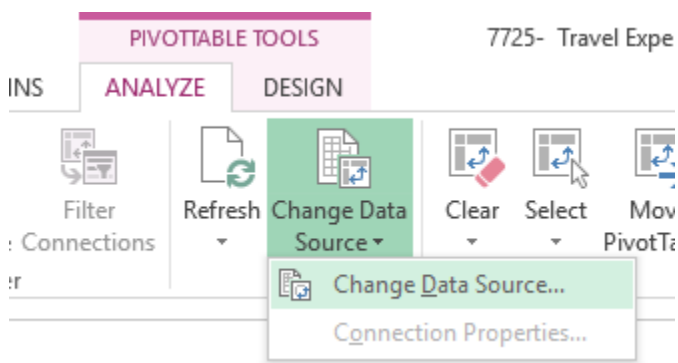 PIVOTTABLE TOOLS
7725- Travel Expe
INS
ANALYZE
DESIGN
Filter
Connections
Refresh
Change Data
Source
Clear
Select
Mov
PivotTa
er
Change Data Source...
Connection Properties...